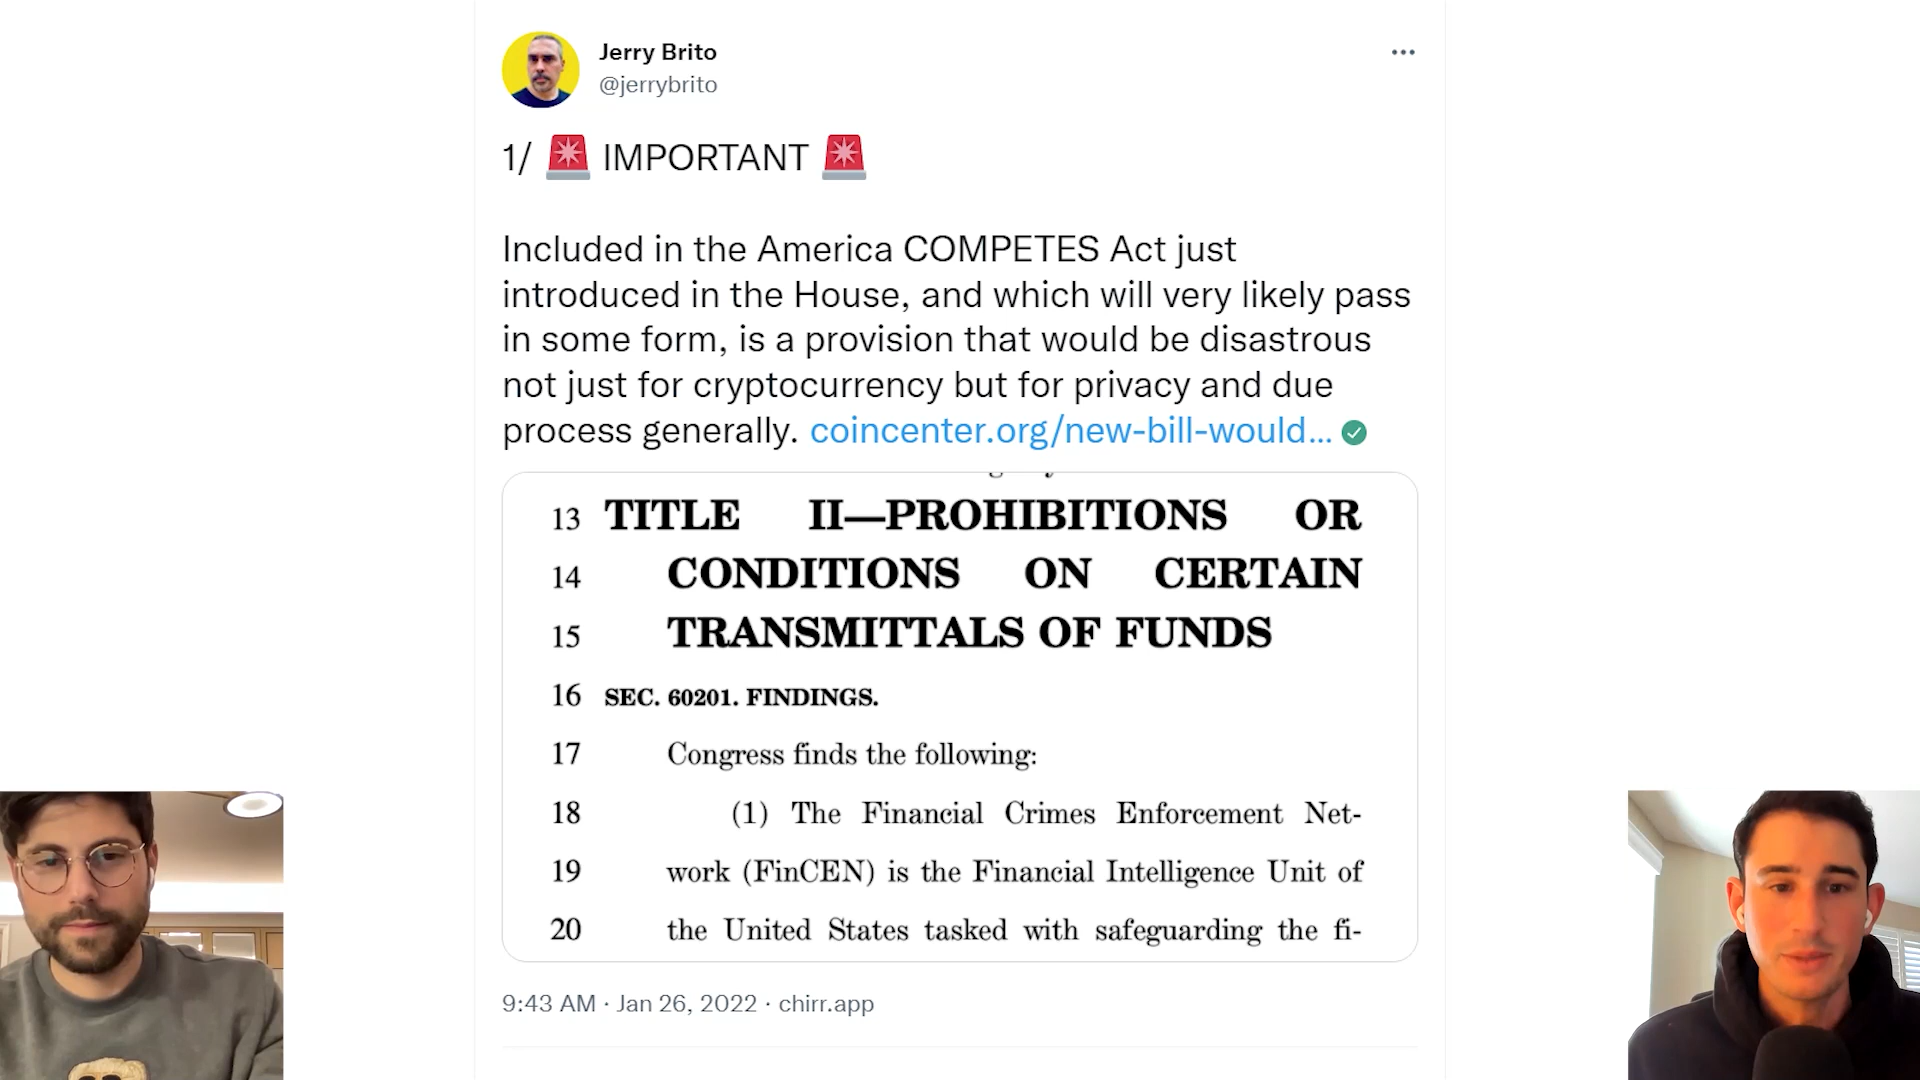 Jerry Brito
@jerrybrito
1/ 🚨 IMPORTANT 🚨
Included in the America COMPETES Act just
introduced in the House, and which will very likely pass
in some form, is a provision that would be disastrous
not just for cryptocurrency but for privacy and due
process generally. coincenter.org/new-bill-would...
13 TITLE II—PROHIBITIONS OR
14 CONDITIONS ON CERTAIN
15 TRANSMITTALS OF FUNDS
16 SEC. 60201. FINDINGS.
17 Congress finds the following:
18 (1) The Financial Crimes Enforcement Net-
19 work (FinCEN) is the Financial Intelligence Unit of
20 the United States tasked with safeguarding the fi-
9:43 AM · Jan 26, 2022 · chirr.app